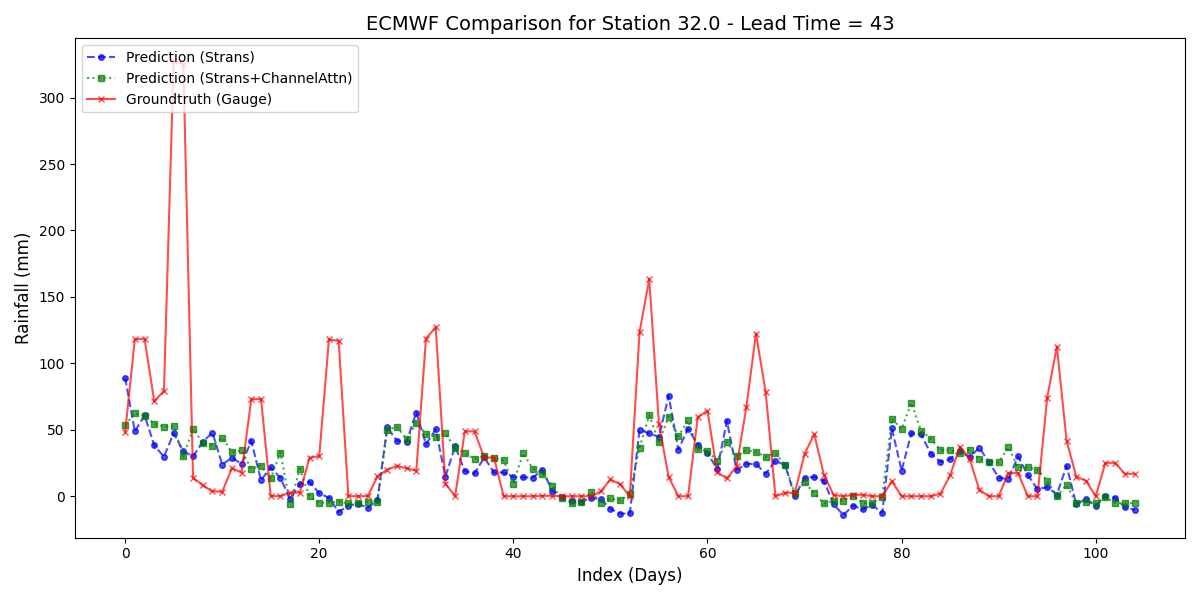 ECMWF Comparison for Station 32.0 - Lead Time = 43
Prediction (Strans)
Prediction (Strans+ChannelAttn)
Groundtruth (Gauge)
Rainfall (mm)
300
250
200
150
100
50
0
0 20 40 60 80 100
Index (Days)